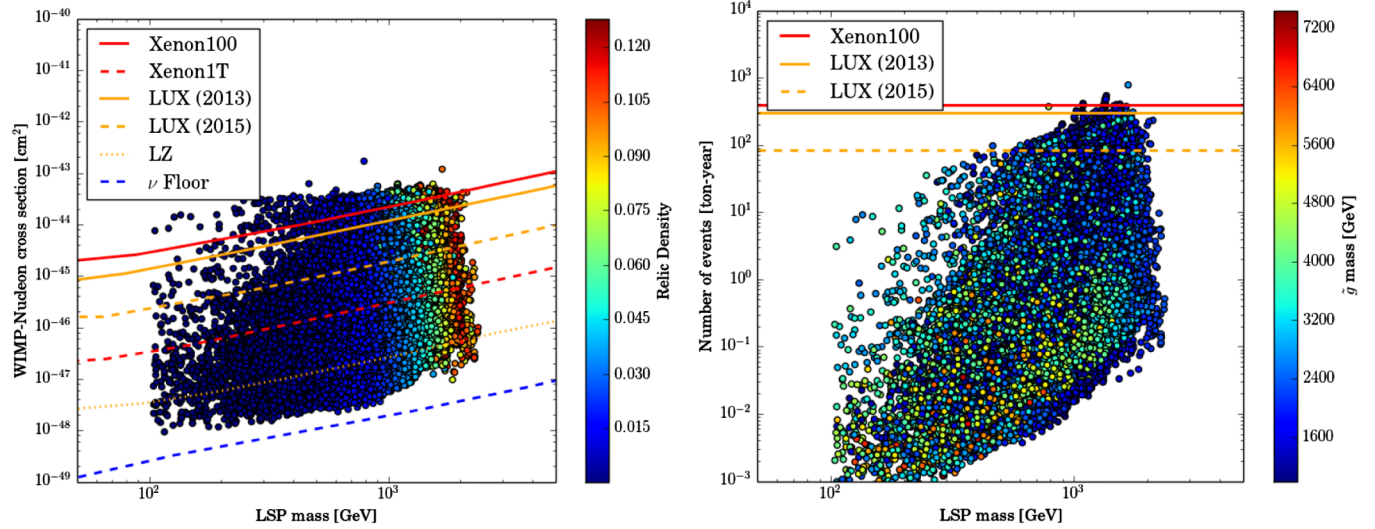 10⁻⁴⁰
10⁻⁴¹
10⁻⁴²
10⁻⁴³
10⁻⁴⁴
10⁻⁴⁵
10⁻⁴⁶
10⁻⁴⁷
10⁻⁴⁸
10⁻⁴⁹
WIMP-Nucleon cross section [cm²]
Xenon100
Xenon1T
LUX (2013)
LUX (2015)
LZ
ν Floor
10²
10³
LSP mass [GeV]
0.120
0.105
0.090
0.075
0.060
0.045
0.030
0.015
Relic Density
10⁴
10³
10²
10¹
10⁰
10⁻¹
10⁻²
10⁻³
Number of events [ton-year]
Xenon100
LUX (2013)
LUX (2015)
10²
10³
LSP mass [GeV]
7200
6400
5600
4800
4000
3200
2400
1600
g̃ mass [GeV]